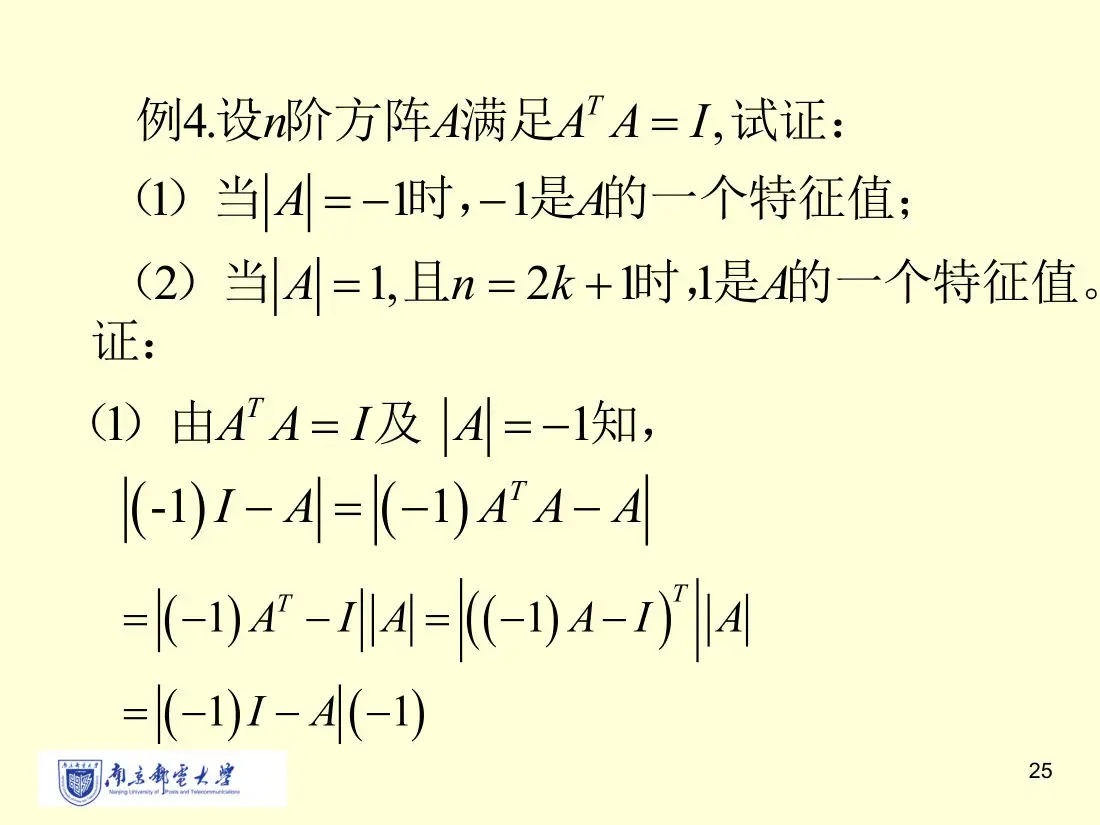 例4.设n阶方阵A满足A^T A = I,试证：
（1）当|A| = −1时，−1是A的一个特征值；
（2）当|A| = 1,且n = 2k + 1时，1是A的一个特征值。
证：
（1）由A^T A = I及 |A| = −1知，
|(-1) I − A| = |(−1) A^T A − A|
= |(−1) A^T − I| |A| = |((−1) A − I)^T| |A|
= |(−1) I − A| (−1)
南京邮电大学
Nanjing University of Posts and Telecommunications
25